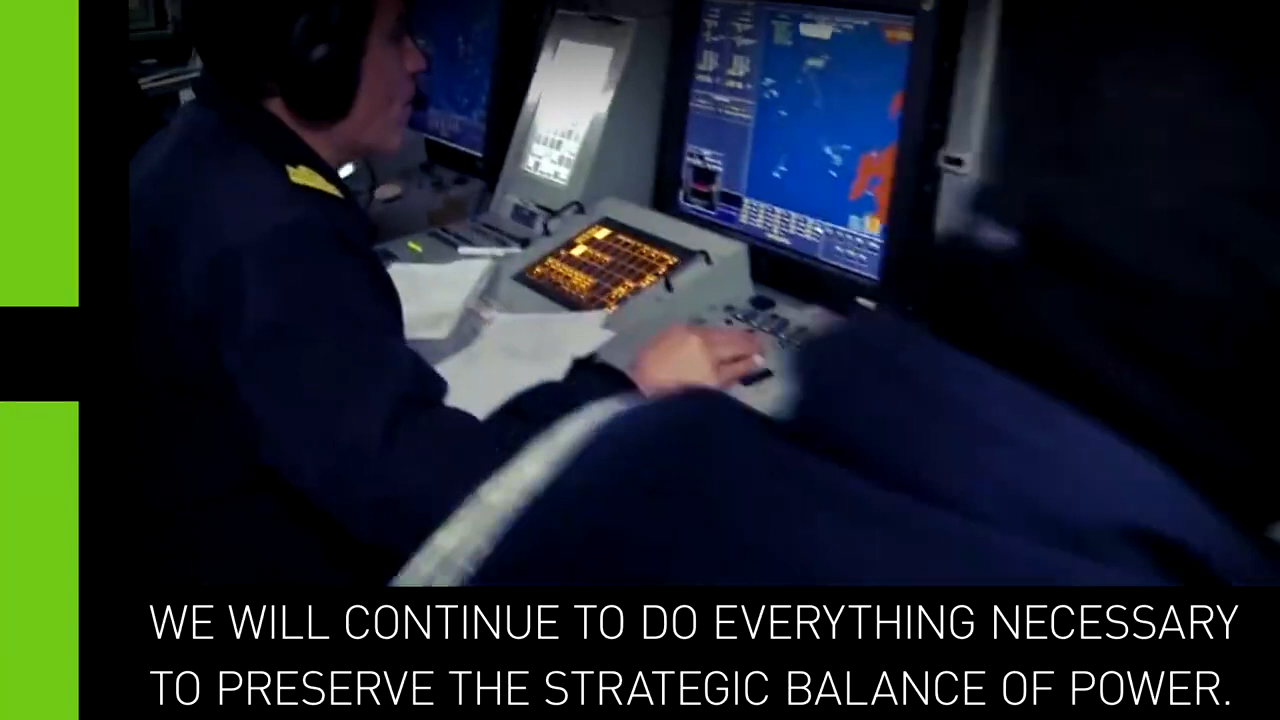 WE WILL CONTINUE TO DO EVERYTHING NECESSARY
TO PRESERVE THE STRATEGIC BALANCE OF POWER.